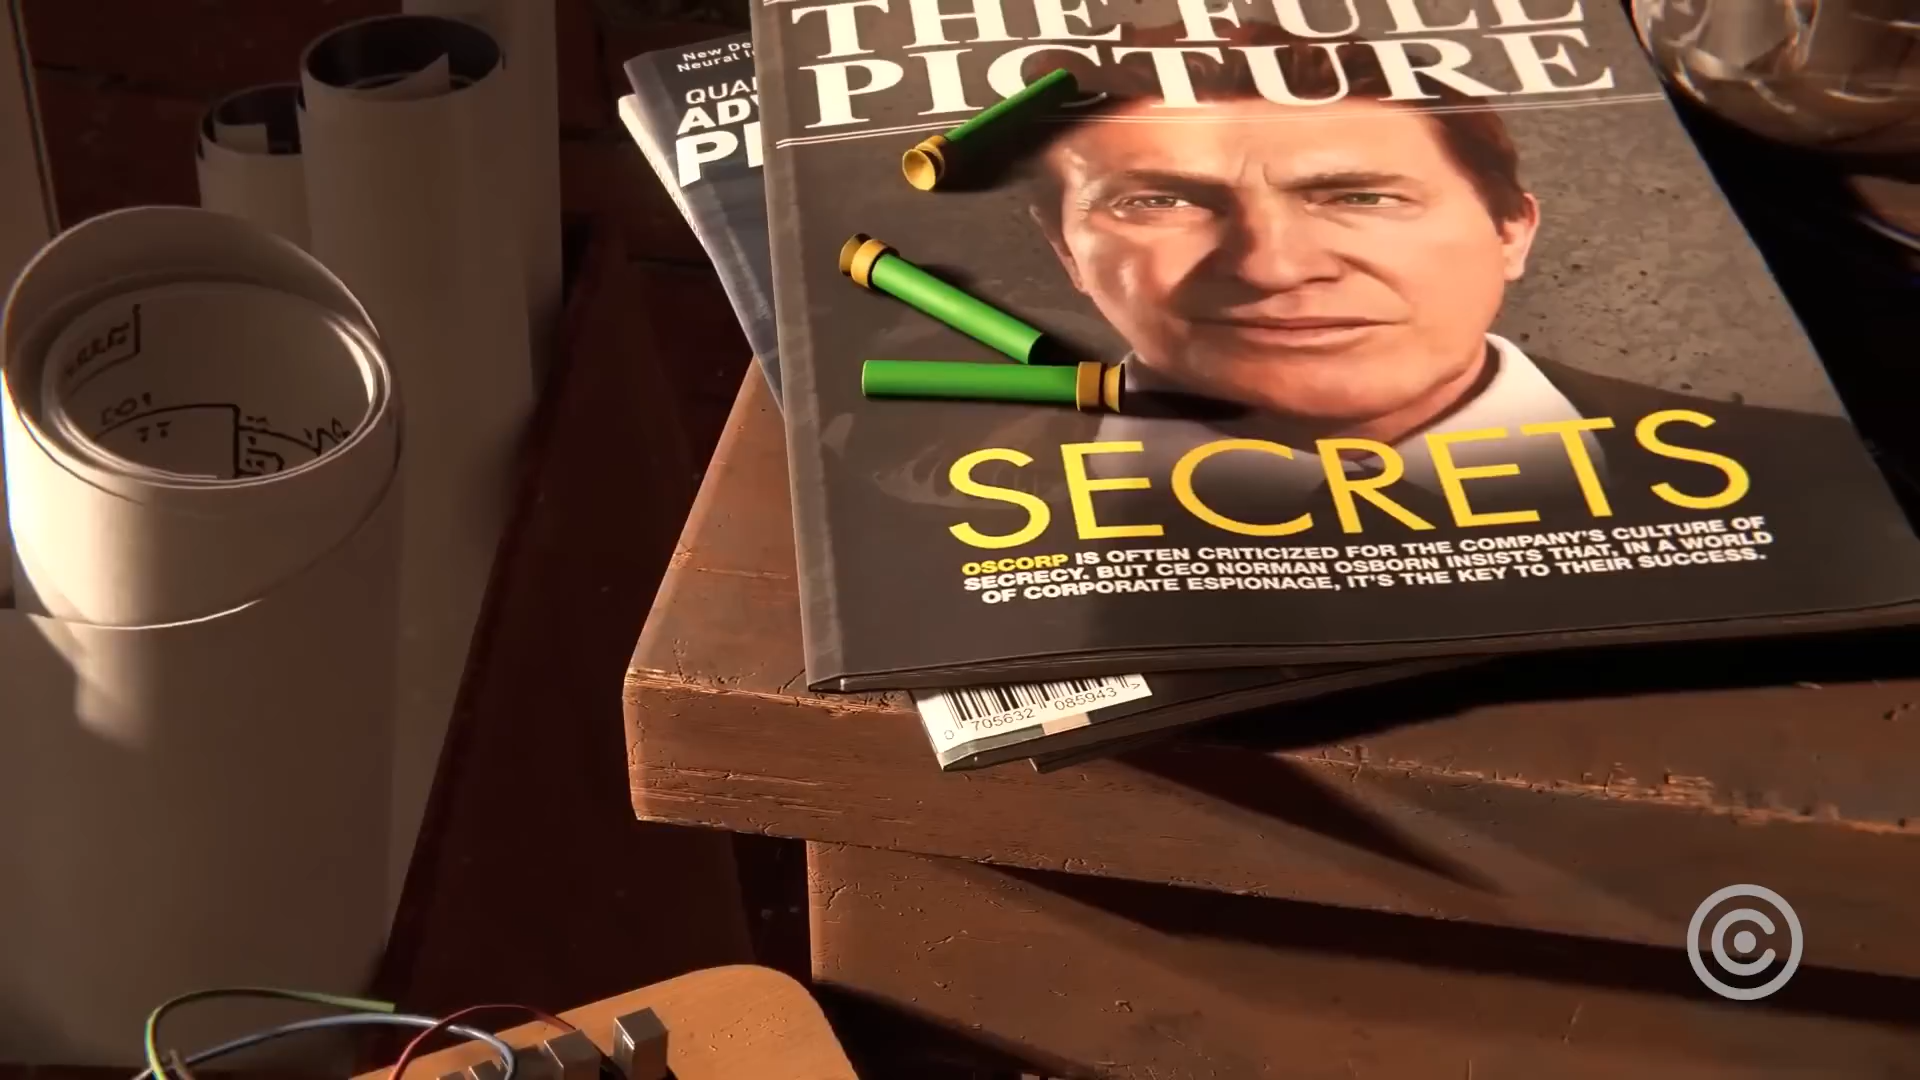 THE FULL
PICTURE
SECRETS
OSCORP IS OFTEN CRITICIZED FOR THE COMPANY'S CULTURE OF
SECRECY. BUT CEO NORMAN OSBORN INSISTS THAT, IN A WORLD
OF CORPORATE ESPIONAGE, IT'S THE KEY TO THEIR SUCCESS.
New De
Neural I
QUA
ADV
0 705632 085943 >